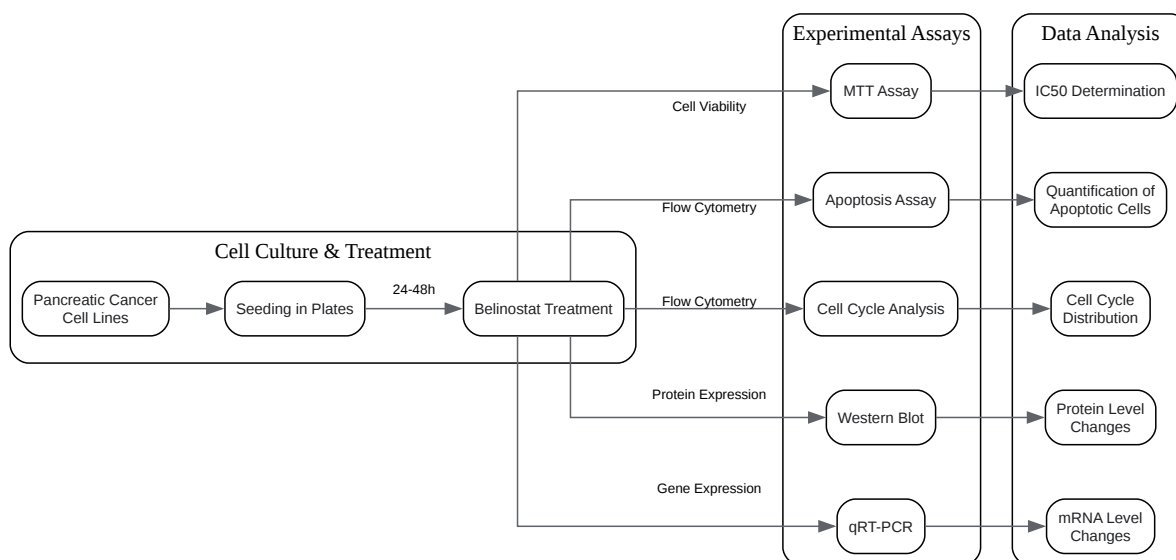 Experimental Assays
Data Analysis
MTT Assay
IC50 Determination
Cell Viability
Apoptosis Assay
Quantification of
Apoptotic Cells
Flow Cytometry
Cell Culture & Treatment
Pancreatic Cancer
Cell Lines
Seeding in Plates
24-48h
Belinostat Treatment
Flow Cytometry
Cell Cycle Analysis
Cell Cycle
Distribution
Protein Expression
Western Blot
Protein Level
Changes
Gene Expression
qRT-PCR
mRNA Level
Changes